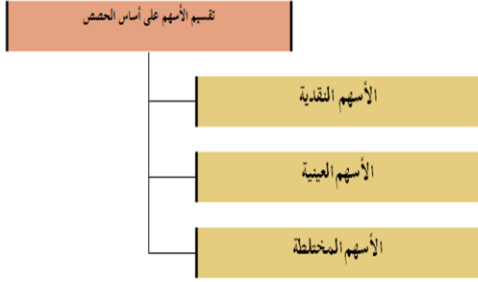 تقسيم الأسهم على أساس الحصص
الأسهم النقدية
الأسهم العينية
الأسهم المختلطة